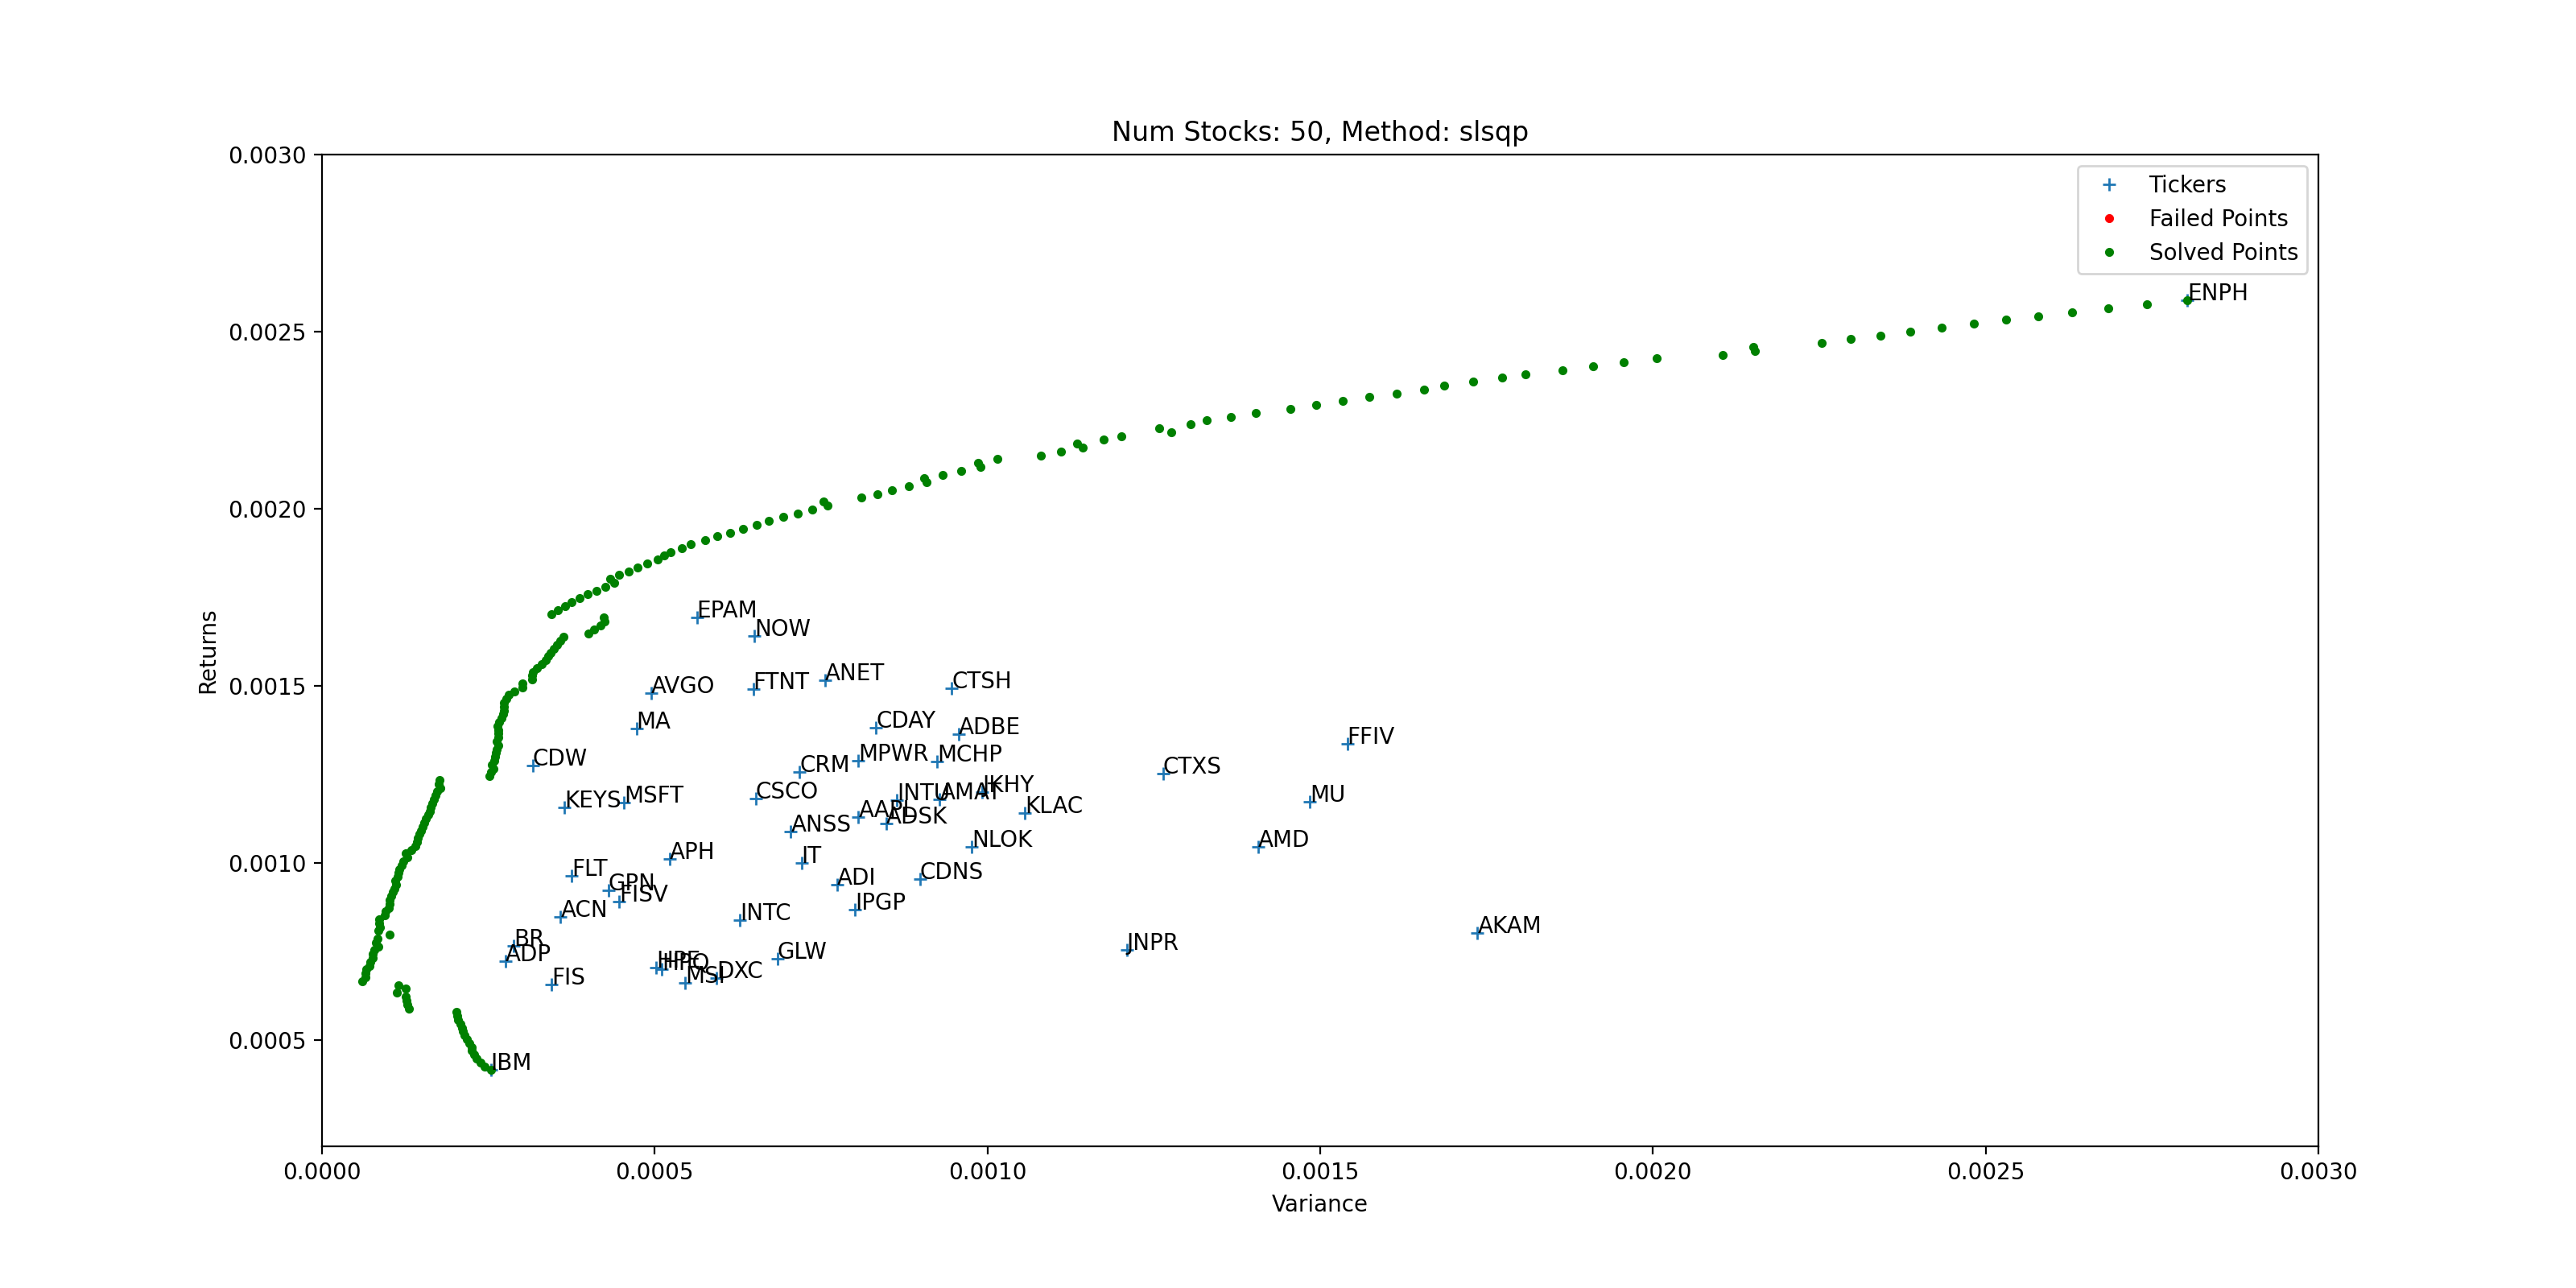 Num Stocks: 50, Method: slsqp
0.0030
Tickers
Failed Points
Solved Points
ENPH
0.0025
0.0020
Returns
EPAM
NOW
ANET
FTNT
CTSH
0.0015
AVGO
MA
CDAY
ADBE
FFIV
CDW
MPWR
MCHP
CRM
CTXS
JKHY
CSCO
INTU
AMAT
MSFT
MU
KEYS
AAPL
KLAC
ADSK
ANSS
NLOK
AMD
APH
IT
0.0010
FLT
CDNS
ADI
GPN
FISV
IPGP
ACN
INTC
AKAM
BR
JNPR
ADP
GLW
HPE
HPQ
DXC
MSI
FIS
0.0005
IBM
0.0000
0.0005
0.0010
0.0015
0.0020
0.0025
0.0030
Variance